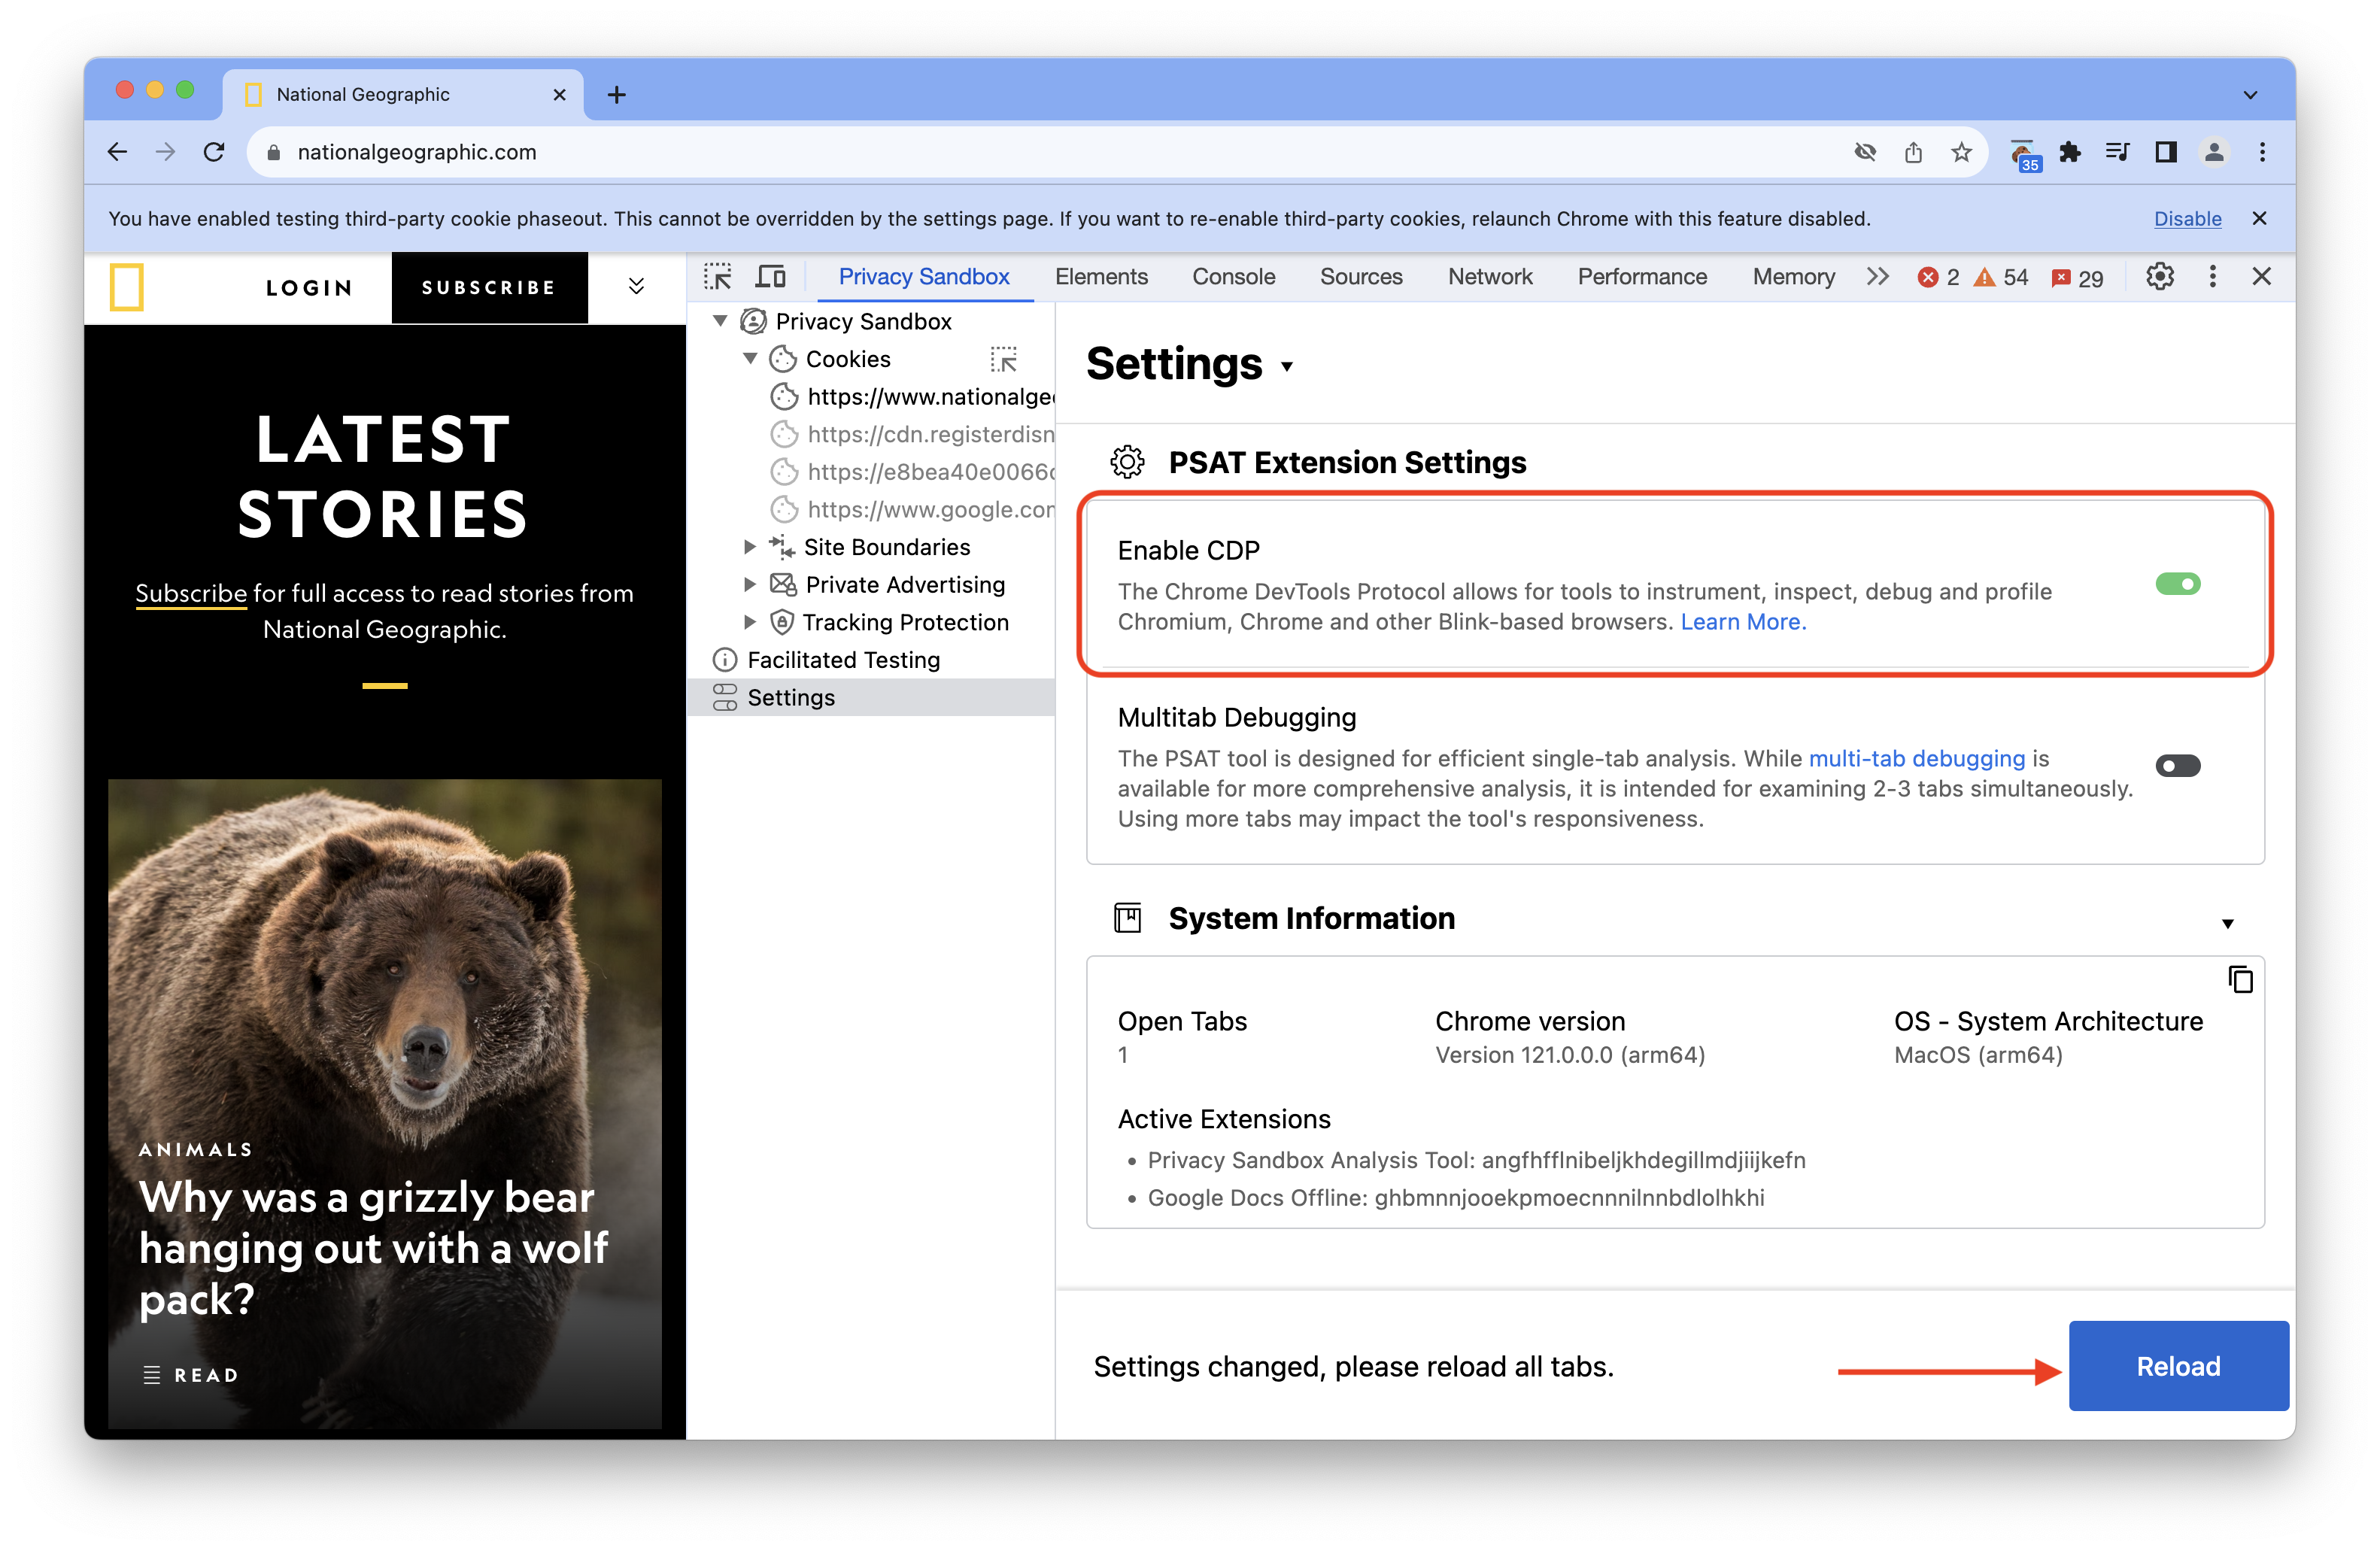 National Geographic
nationalgeographic.com
35
You have enabled testing third-party cookie phaseout. This cannot be overridden by the settings page. If you want to re-enable third-party cookies, relaunch Chrome with this feature disabled.
Disable
LOGIN
SUBSCRIBE
LATEST
STORIES
Subscribe for full access to read stories from
National Geographic.
ANIMALS
Why was a grizzly bear
hanging out with a wolf
pack?
READ
Privacy Sandbox
Elements
Console
Sources
Network
Performance
Memory
2
54
29
Privacy Sandbox
Cookies
https://www.nationalge
https://cdn.registerdisn
https://e8bea40e0066
https://www.google.cor
Site Boundaries
Private Advertising
Tracking Protection
Facilitated Testing
Settings
Settings
PSAT Extension Settings
Enable CDP
The Chrome DevTools Protocol allows for tools to instrument, inspect, debug and profile
Chromium, Chrome and other Blink-based browsers. Learn More.
Multitab Debugging
The PSAT tool is designed for efficient single-tab analysis. While multi-tab debugging is
available for more comprehensive analysis, it is intended for examining 2-3 tabs simultaneously.
Using more tabs may impact the tool's responsiveness.
System Information
Open Tabs
1
Chrome version
Version 121.0.0.0 (arm64)
OS - System Architecture
MacOS (arm64)
Active Extensions
• Privacy Sandbox Analysis Tool: angfhfflnibeljkhdegillmdjiijkefn
• Google Docs Offline: ghbmnnjooekpmoecnnnilnnbdlolhkhi
Settings changed, please reload all tabs.
Reload